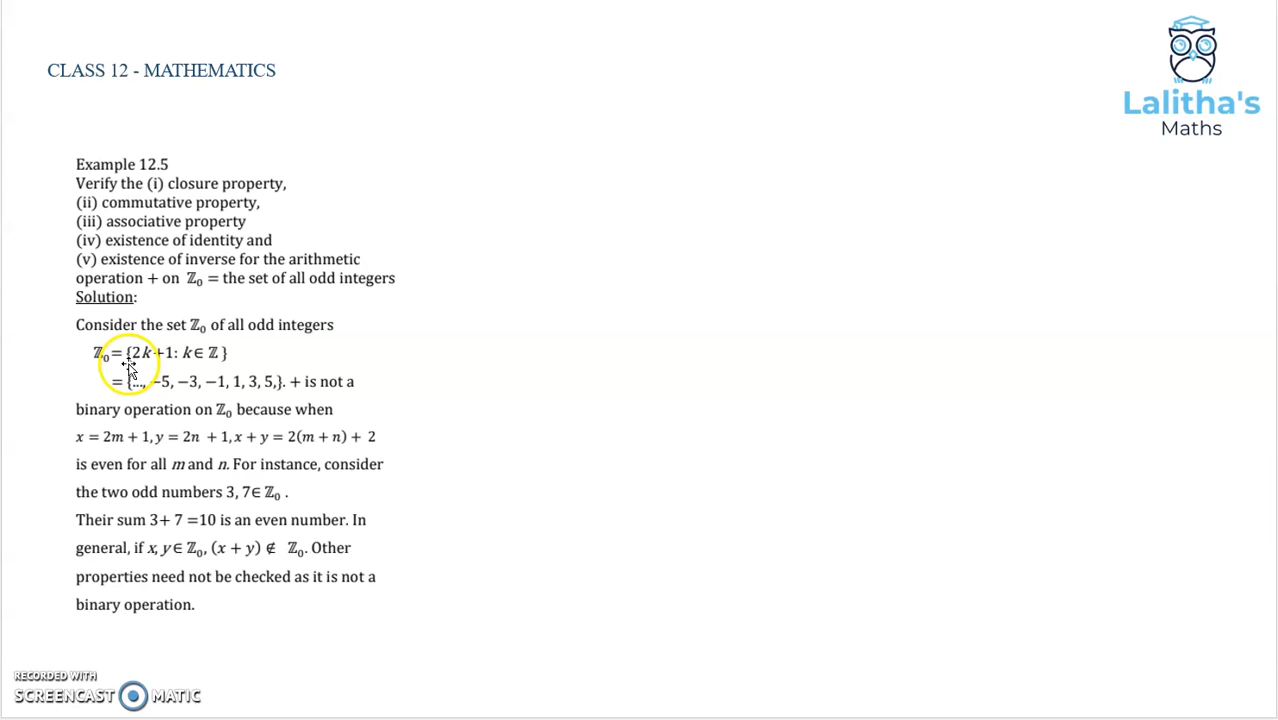 CLASS 12 - MATHEMATICS
Lalitha's
Maths
Example 12.5
Verify the (i) closure property,
(ii) commutative property,
(iii) associative property
(iv) existence of identity and
(v) existence of inverse for the arithmetic
operation + on ℤ₀ = the set of all odd integers
Solution:
Consider the set ℤ₀ of all odd integers
ℤ₀ = {2k+1: k∈ ℤ }
= {..., −5, −3, −1, 1, 3, 5,}. + is not a
binary operation on ℤ₀ because when
x = 2m + 1, y = 2n + 1, x + y = 2(m + n) + 2
is even for all m and n. For instance, consider
the two odd numbers 3, 7∈ ℤ₀ .
Their sum 3+ 7 =10 is an even number. In
general, if x, y∈ ℤ₀, (x + y) ∉ ℤ₀. Other
properties need not be checked as it is not a
binary operation.
RECORDED WITH
SCREENCAST MATIC